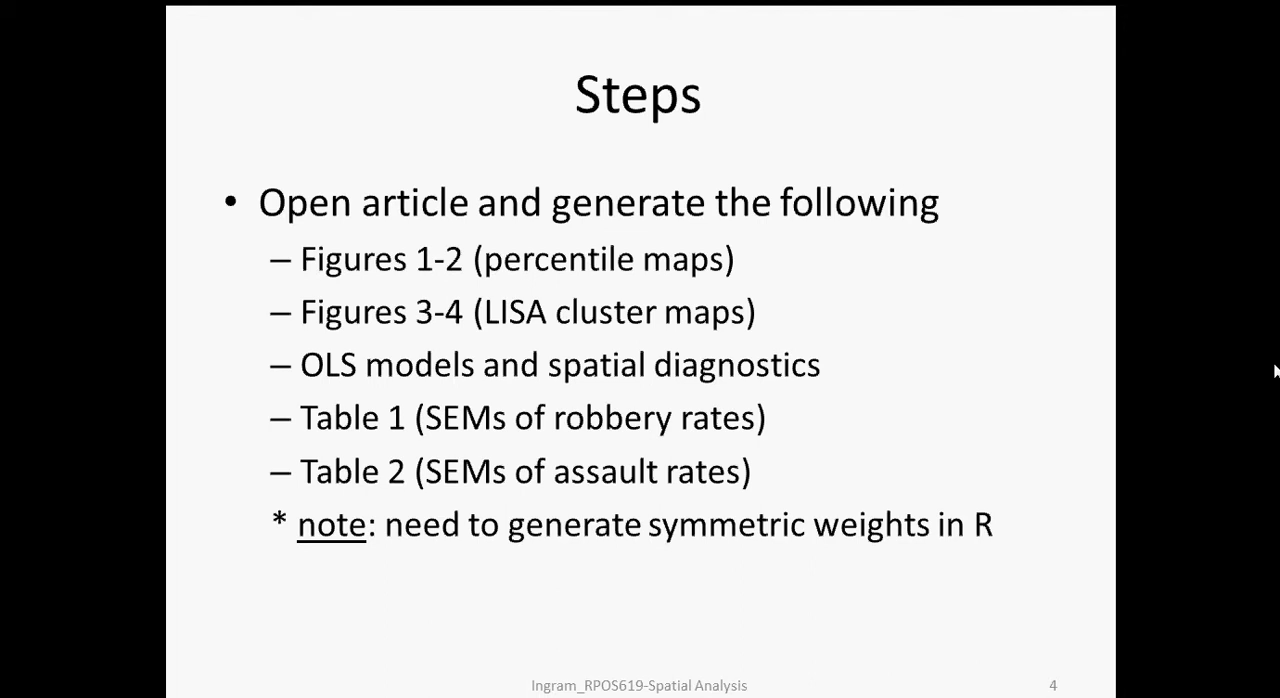 Steps
• Open article and generate the following
– Figures 1-2 (percentile maps)
– Figures 3-4 (LISA cluster maps)
– OLS models and spatial diagnostics
– Table 1 (SEMs of robbery rates)
– Table 2 (SEMs of assault rates)
* note: need to generate symmetric weights in R
Ingram_RPOS619-Spatial Analysis
4